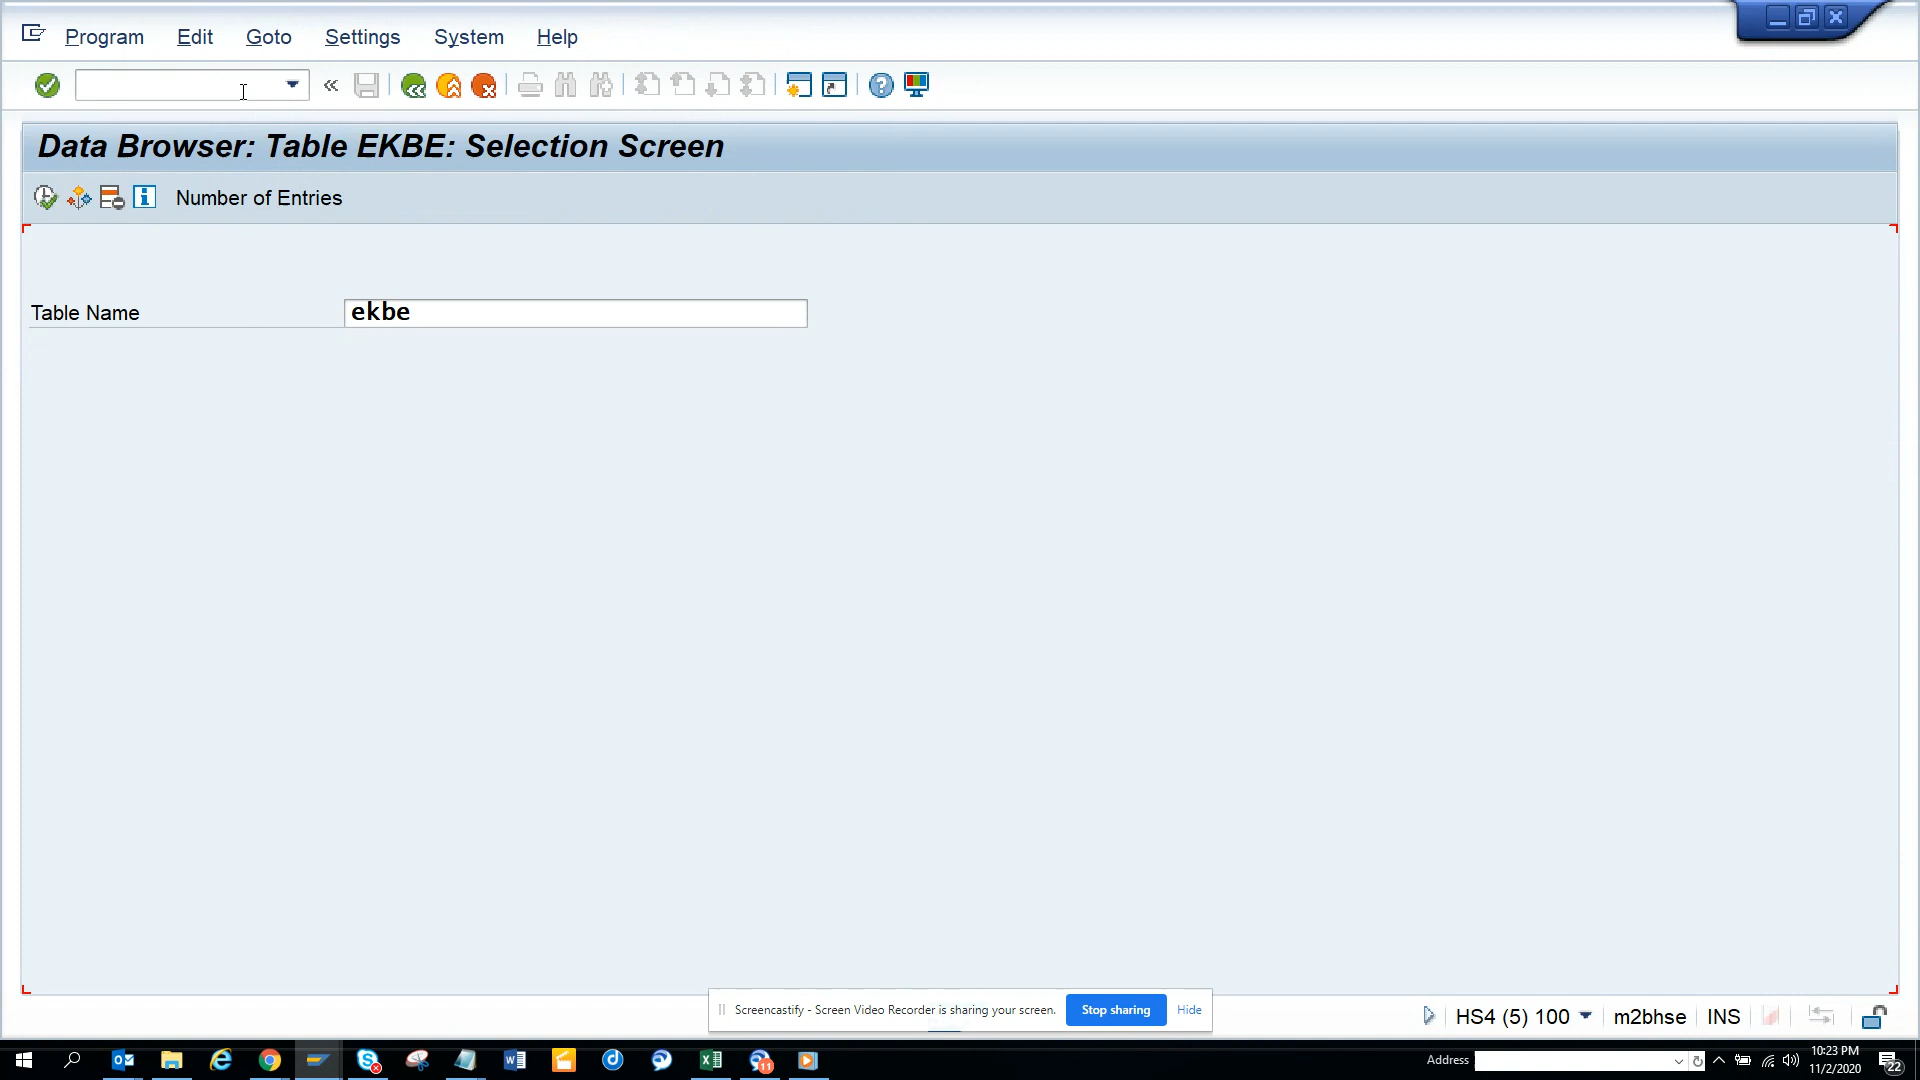 Program Edit Goto Settings System Help
Data Browser: Table EKBE: Selection Screen
Number of Entries
Table Name ekbe
Screencastify - Screen Video Recorder is sharing your screen. Stop sharing Hide
HS4 (5) 100 m2bhse INS
11
Address
10:23 PM
11/2/2020
22